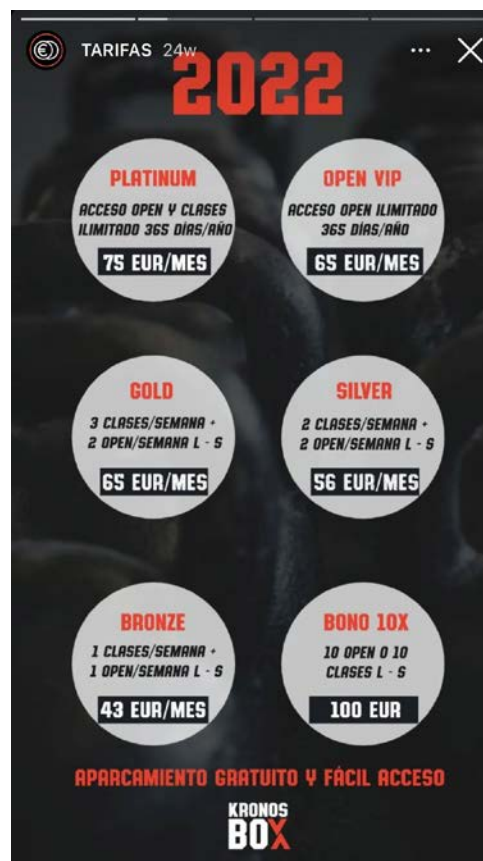 TARIFAS 24w
2022
PLATINUM
ACCESO OPEN Y CLASES
ILIMITADO 365 DÍAS/AÑO
75 EUR/MES
OPEN VIP
ACCESO OPEN ILIMITADO
365 DÍAS/AÑO
65 EUR/MES
GOLD
3 CLASES/SEMANA +
2 OPEN/SEMANA L - S
65 EUR/MES
SILVER
2 CLASES/SEMANA +
2 OPEN/SEMANA L - S
56 EUR/MES
BRONZE
1 CLASES/SEMANA +
1 OPEN/SEMANA L - S
43 EUR/MES
BONO 10X
10 OPEN O 10
CLASES L - S
100 EUR
APARCAMIENTO GRATUITO Y FÁCIL ACCESO
KRONOS
BOX